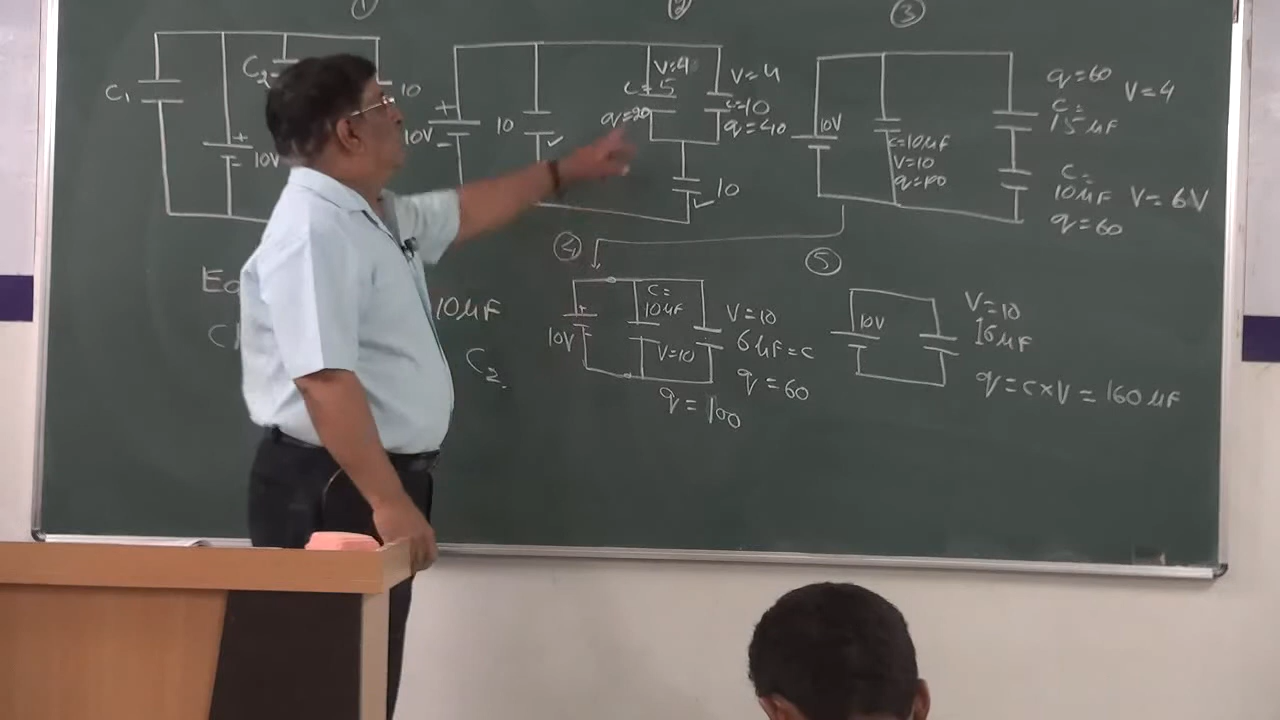 ①
C1
C2
+
10V
10
②
+
10V
-
10
V=4
C=5
q=20
V=4
C=10
q=40
10
③
10V
C=10μF
V=10
q=100
q=60
C=
15μF
V=4
C=
10μF
V=6V
q=60
10μF
C2.
④
+
10V
C=
10μF
V=10
V=10
6μF=C
q=60
q=100
⑤
10V
V=10
16μF
q=C×V=160μF